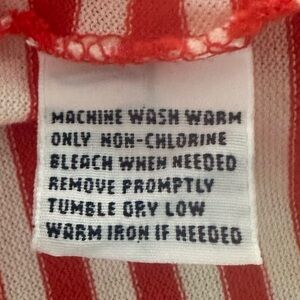 MACHINE WASH WARM
ONLY NON-CHLORINE
BLEACH WHEN NEEDED
REMOVE PROMPTLY
TUMBLE DRY LOW
WARM IRON IF NEEDED